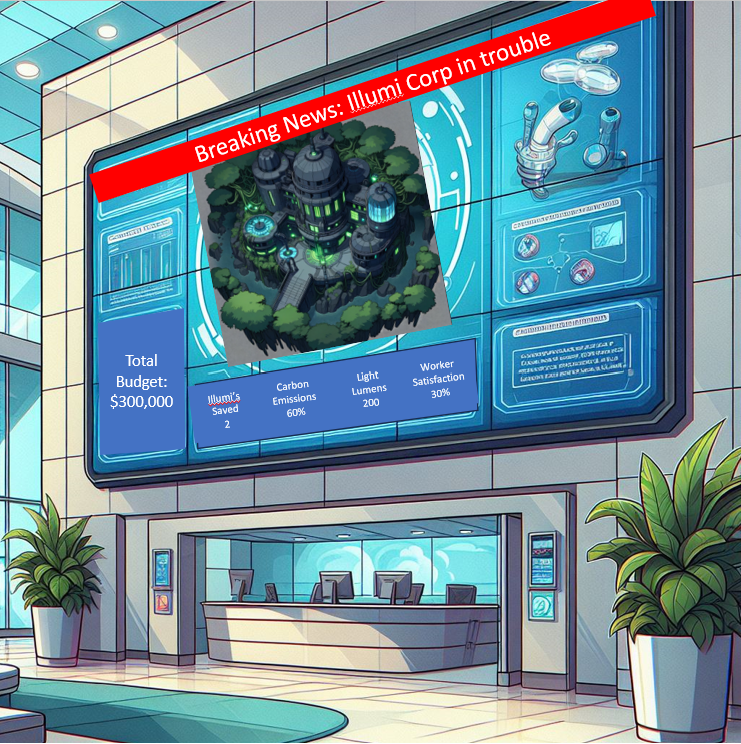 Breaking News: Illumi Corp in trouble
Total
Budget:
$300,000
Illumi's
Saved
2
Carbon
Emissions
60%
Light
Lumens
200
Worker
Satisfaction
30%